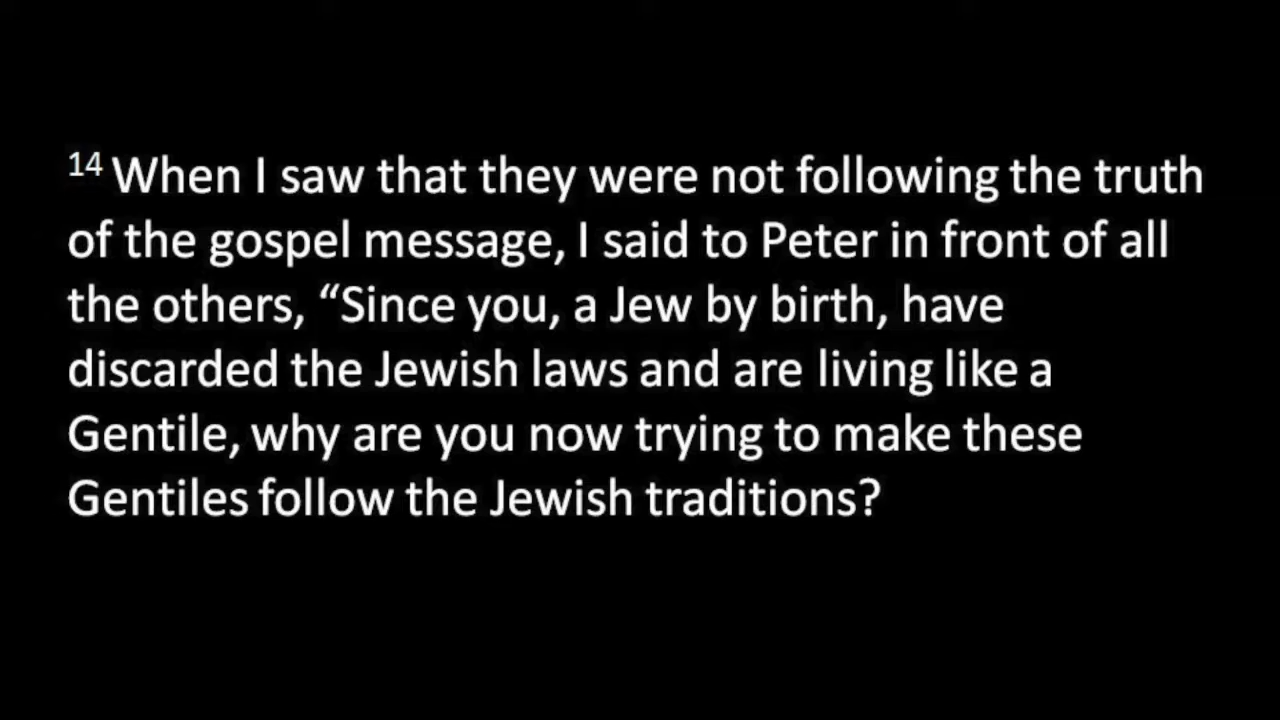 14 When I saw that they were not following the truth
of the gospel message, I said to Peter in front of all
the others, “Since you, a Jew by birth, have
discarded the Jewish laws and are living like a
Gentile, why are you now trying to make these
Gentiles follow the Jewish traditions?